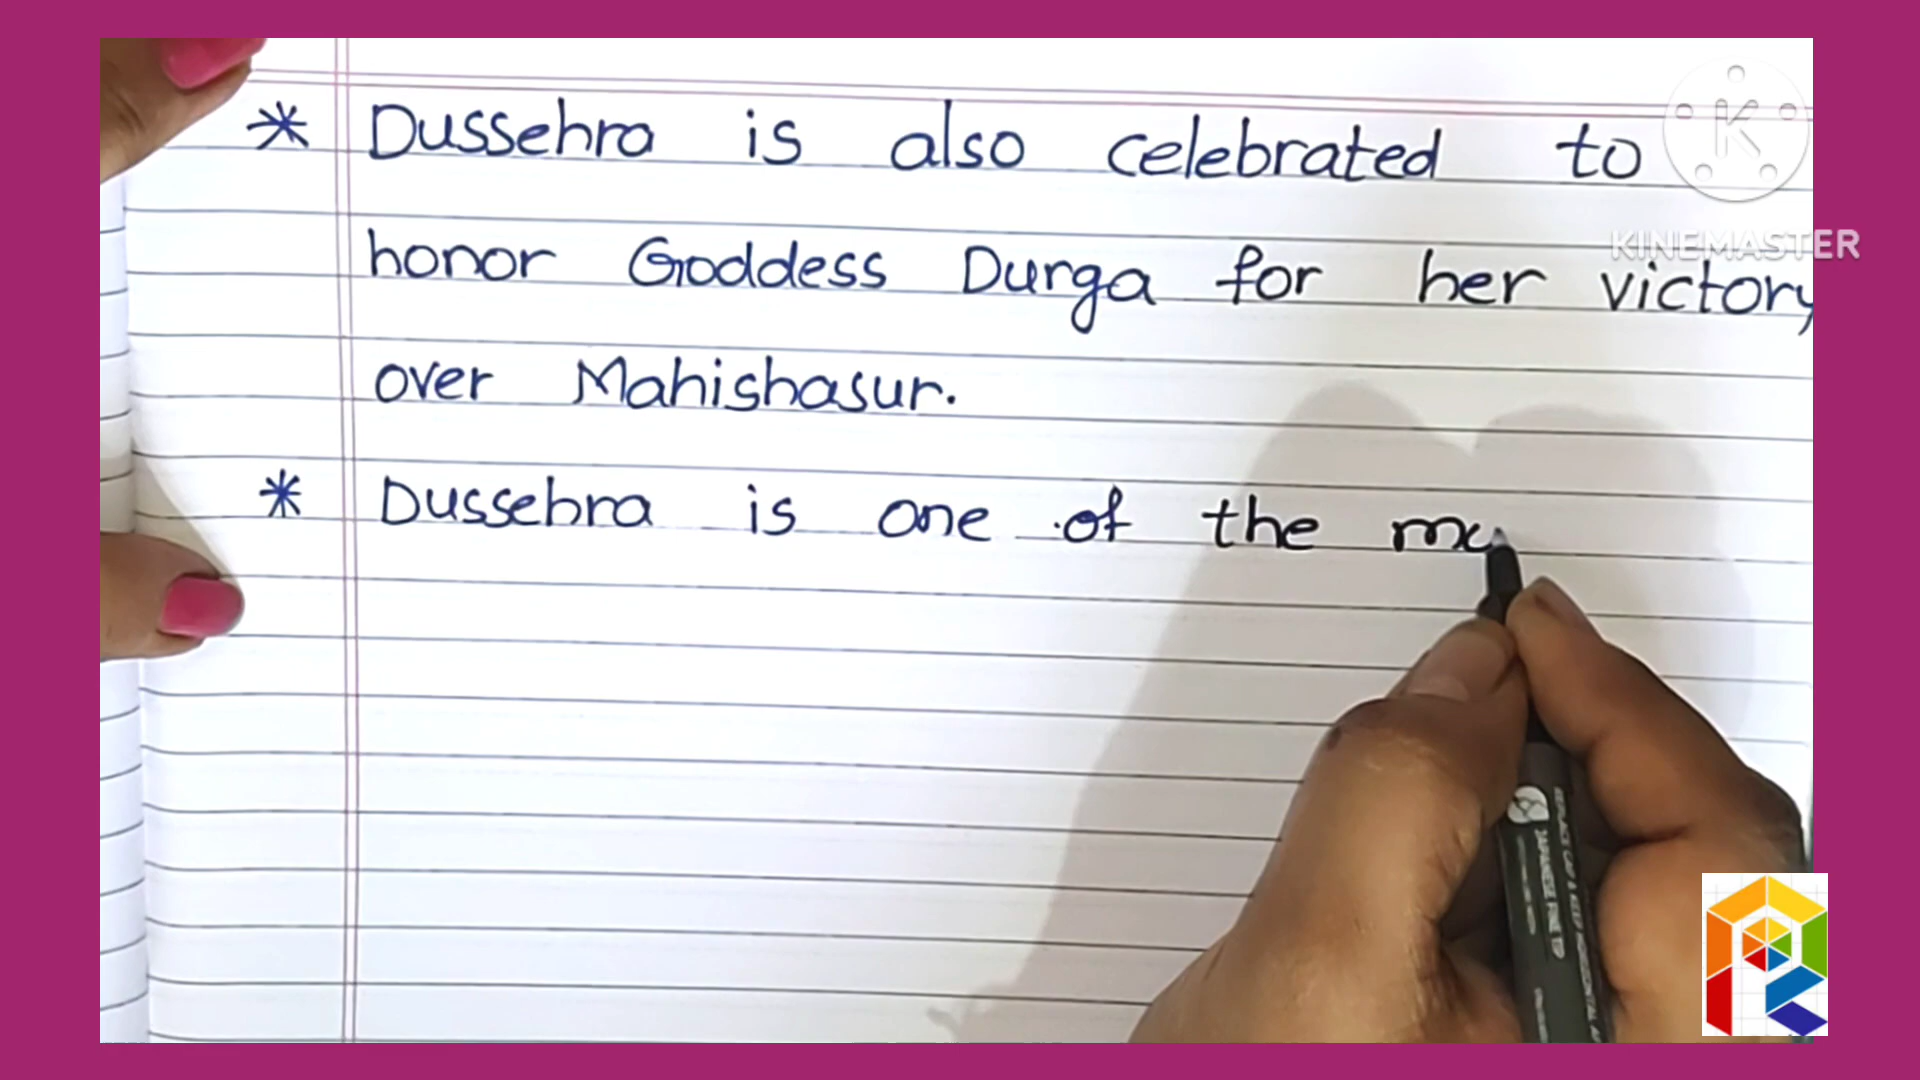 * Dussehra is also celebrated to
honor Goddess Durga for her victory
over Mahishasur.
* Dussehra is one of the
KINEMASTER